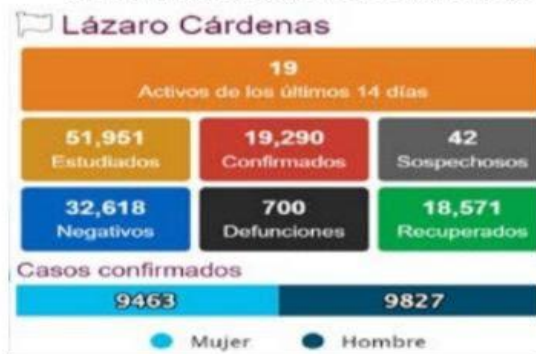 Lázaro Cárdenas
19
Activos de los últimos 14 días
51,951 19,290 42
Estudiados Confirmados Sospechosos
32,618 700 18,571
Negativos Defunciones Recuperados
Casos confirmados
9463 9827
Mujer Hombre